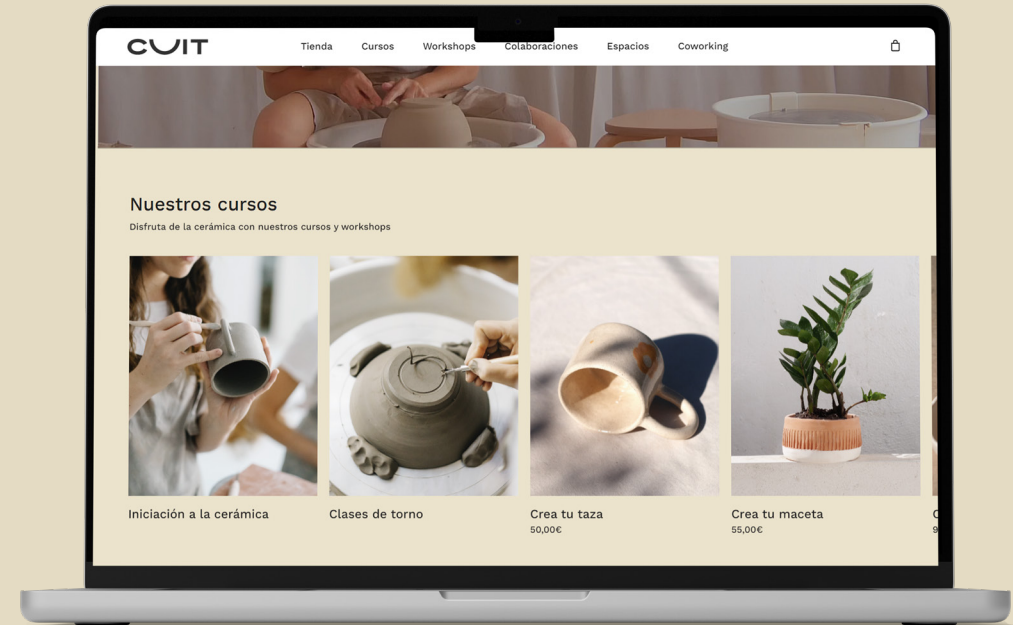 CUIT
Tienda Cursos Workshops Colaboraciones Espacios Coworking
Nuestros cursos
Disfruta de la cerámica con nuestros cursos y workshops
Iniciación a la cerámica
Clases de torno
Crea tu taza
50,00€
Crea tu maceta
55,00€